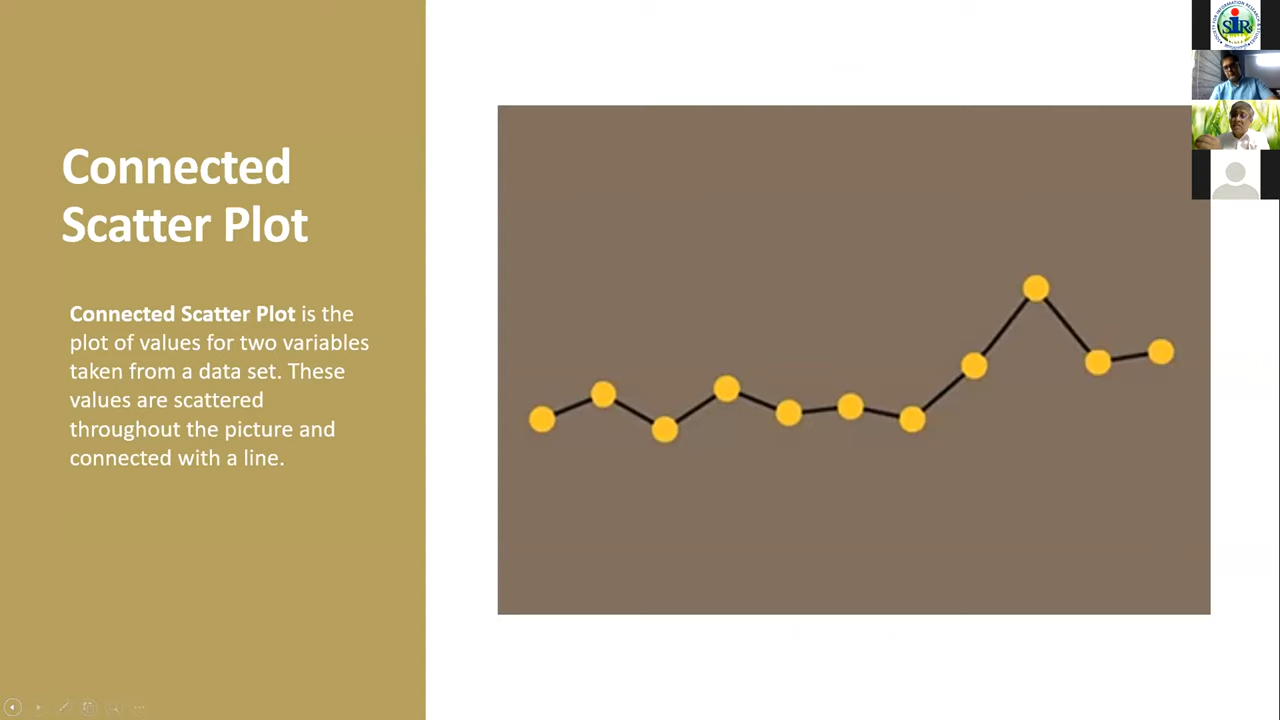 Connected
Scatter Plot
Connected Scatter Plot is the
plot of values for two variables
taken from a data set. These
values are scattered
throughout the picture and
connected with a line.
SIR